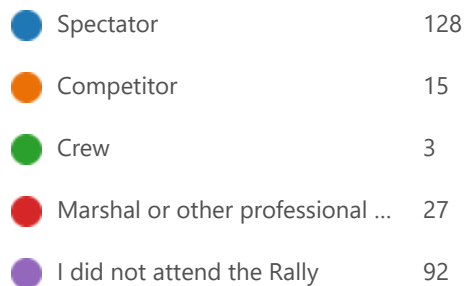 Spectator 128
Competitor 15
Crew 3
Marshal or other professional ... 27
I did not attend the Rally 92